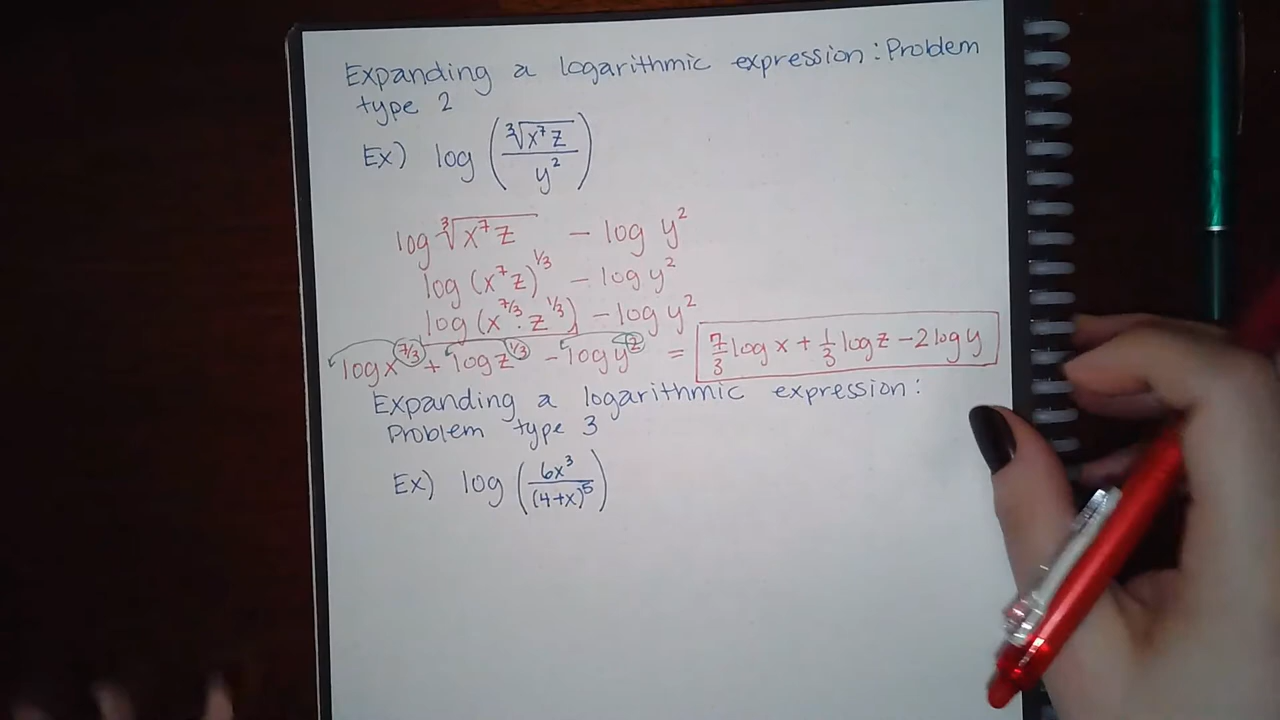 Expanding a logarithmic expression: Problem
type 2
Ex) log (∛(x⁷z) / y²)
log ∛(x⁷z) – log y²
log (x⁷z)^(1/3) – log y²
log (x^(7/3) · z^(1/3)) – log y²
log x^(7/3) + log z^(1/3) – log y² = 7/3 log x + 1/3 log z – 2 log y
Expanding a logarithmic expression:
Problem type 3
Ex) log (6x³ / (4+x)⁵)